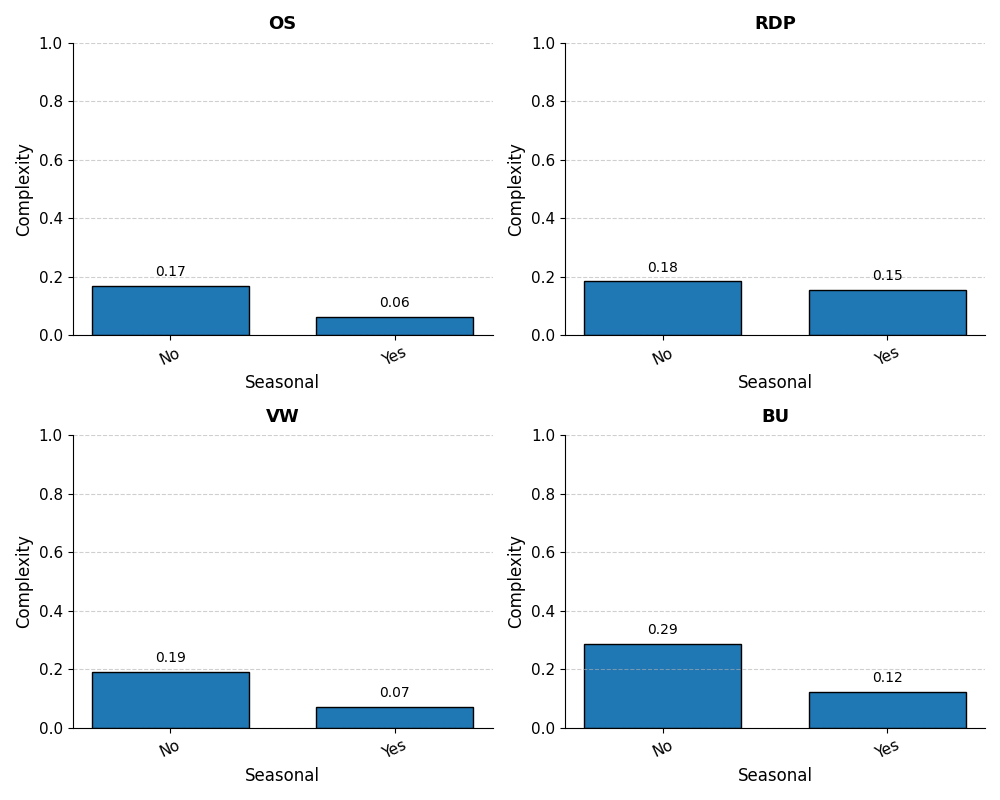 OS
1.0
0.8
0.6
0.4
0.2
0.0
Complexity
0.17
0.06
No
Yes
Seasonal
RDP
1.0
0.8
0.6
0.4
0.2
0.0
Complexity
0.18
0.15
No
Yes
Seasonal
VW
1.0
0.8
0.6
0.4
0.2
0.0
Complexity
0.19
0.07
No
Yes
Seasonal
BU
1.0
0.8
0.6
0.4
0.2
0.0
Complexity
0.29
0.12
No
Yes
Seasonal